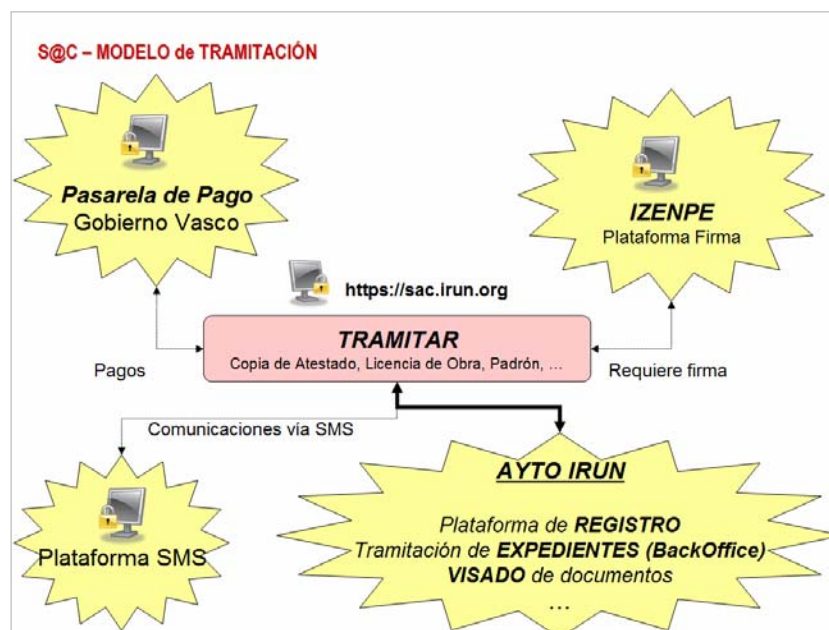 S@C – MODELO de TRAMITACIÓN
Pasarela de Pago
Gobierno Vasco
IZENPE
Plataforma Firma
https://sac.irun.org
TRAMITAR
Copia de Atestado, Licencia de Obra, Padrón, ...
Pagos
Requiere firma
Comunicaciones vía SMS
Plataforma SMS
AYTO IRUN
Plataforma de REGISTRO
Tramitación de EXPEDIENTES (BackOffice)
VISADO de documentos
...